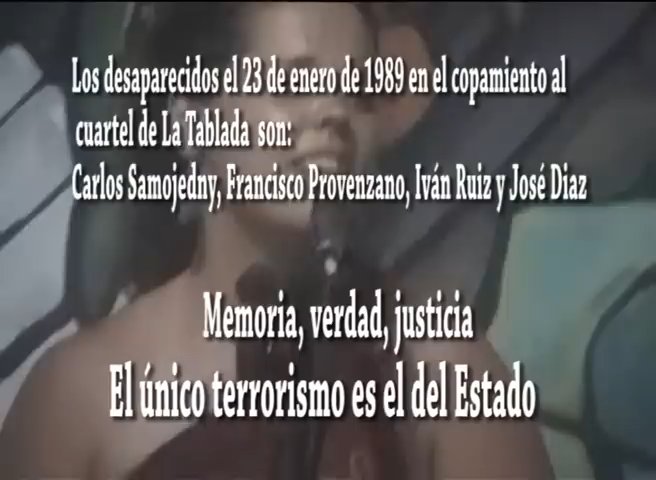 Los desaparecidos el 23 de enero de 1989 en el copamiento al
cuartel de La Tablada son:
Carlos Samojedny, Francisco Provenzano, Iván Ruiz y José Diaz
Memoria, verdad, justicia
El único terrorismo es el del Estado